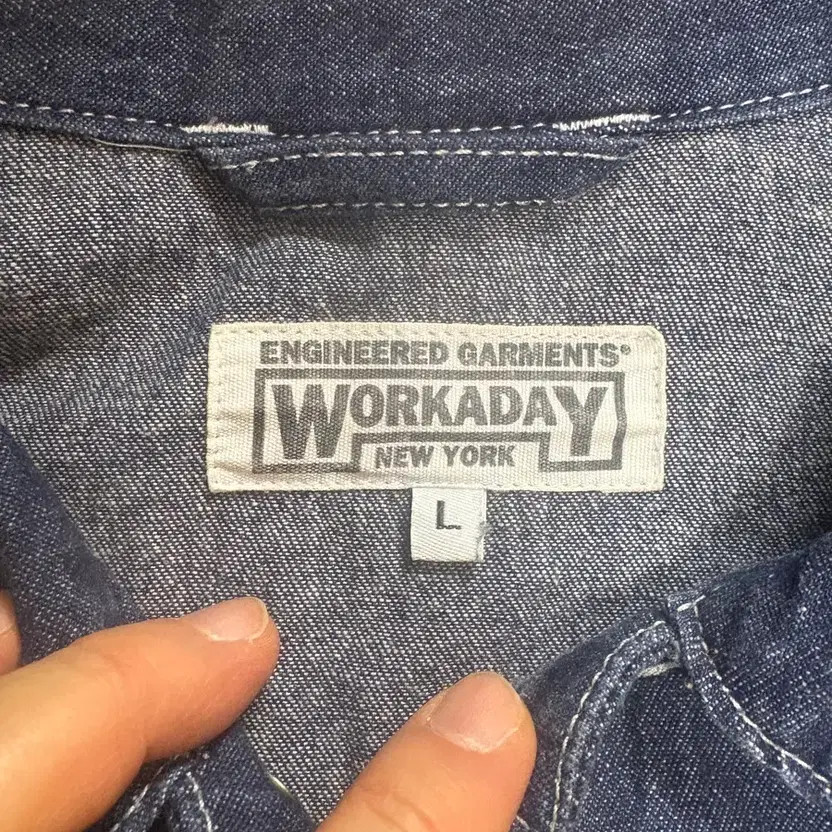 ENGINEERED GARMENTS®
WORKADAY
NEW YORK
L